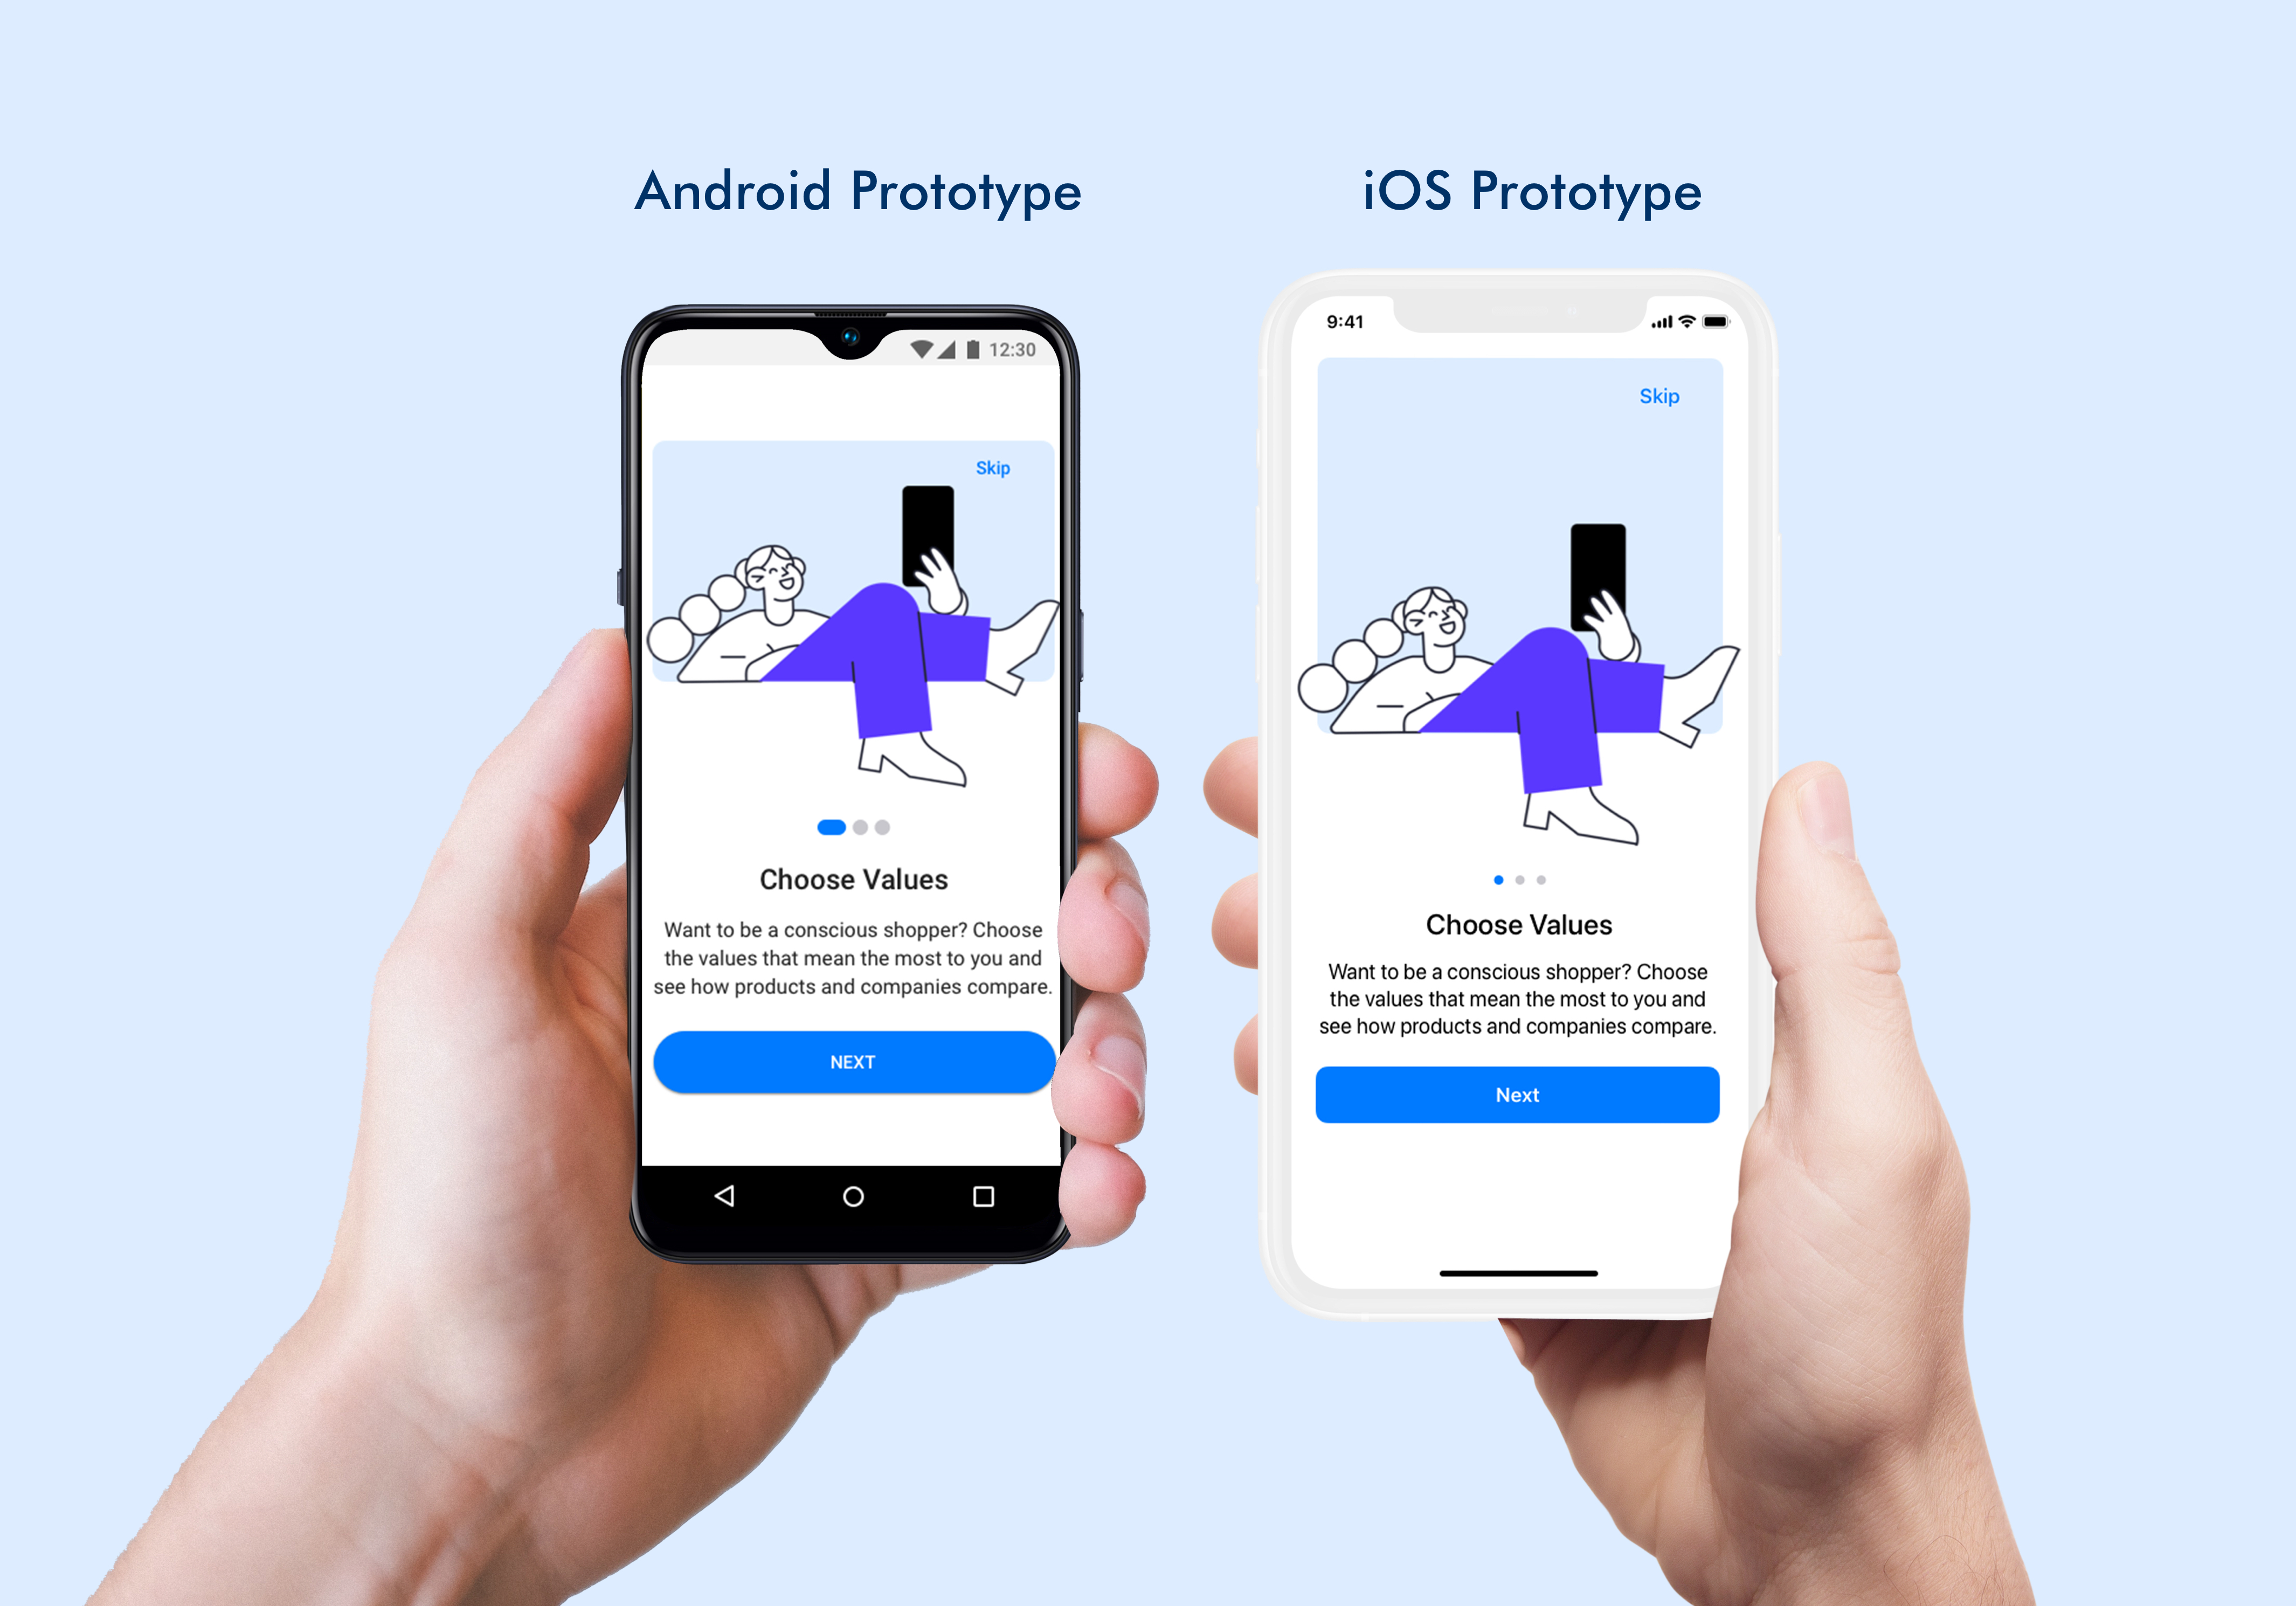 Android Prototype
12:30
Skip
Choose Values
Want to be a conscious shopper? Choose
the values that mean the most to you and
see how products and companies compare.
NEXT
iOS Prototype
9:41
Skip
Choose Values
Want to be a conscious shopper? Choose
the values that mean the most to you and
see how products and companies compare.
Next